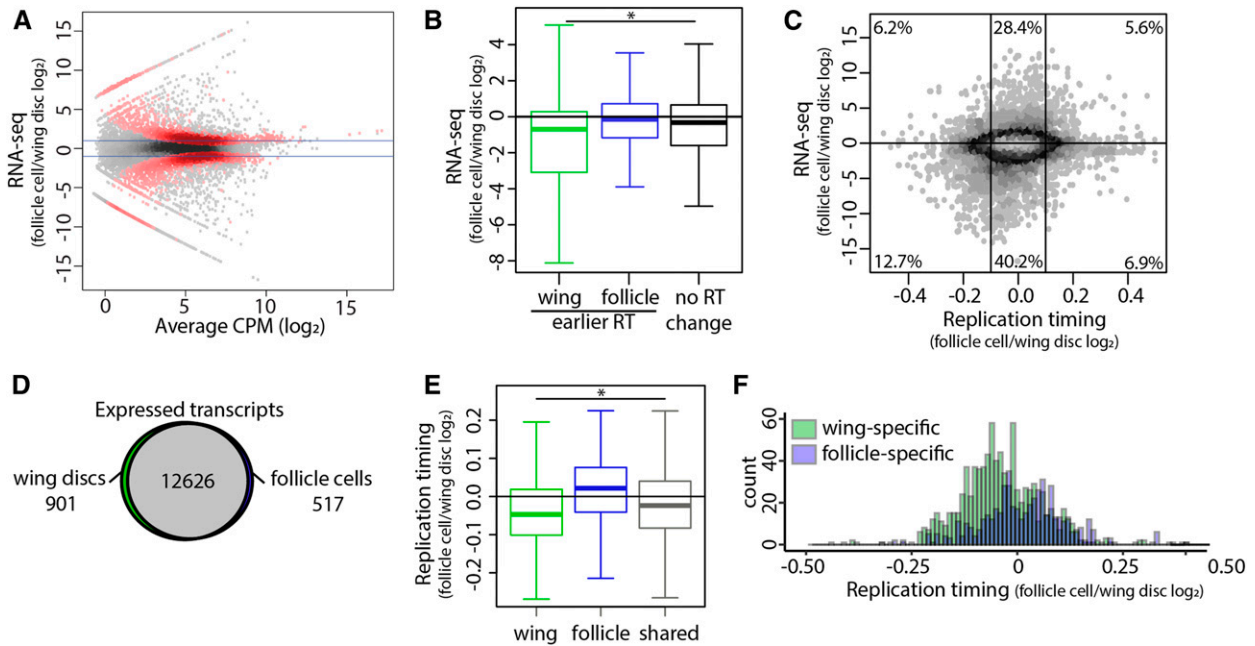 A
RNA-seq
(follicle cell/wing disc log₂)
15
10
5
0
-5
-10
-15
0
5
10
15
Average CPM (log₂)
B
RNA-seq
(follicle cell/wing disc log₂)
4
2
0
-2
-4
-6
-8
*
wing
follicle
no RT
earlier RT
change
C
RNA-seq
(follicle cell/wing disc log₂)
15
10
5
0
-5
-10
-15
6.2%
28.4%
5.6%
12.7%
40.2%
6.9%
-0.4
-0.2
0.0
0.2
0.4
Replication timing
(follicle cell/wing disc log₂)
D
Expressed transcripts
wing discs
901
12626
follicle cells
517
E
Replication timing
(follicle cell/wing disc log₂)
0.2
0.1
0.0
-0.1
-0.2
*
wing
follicle
shared
F
count
60
40
20
0
wing-specific
follicle-specific
-0.50
-0.25
0
0.25
0.50
Replication timing (follicle cell/wing disc log₂)